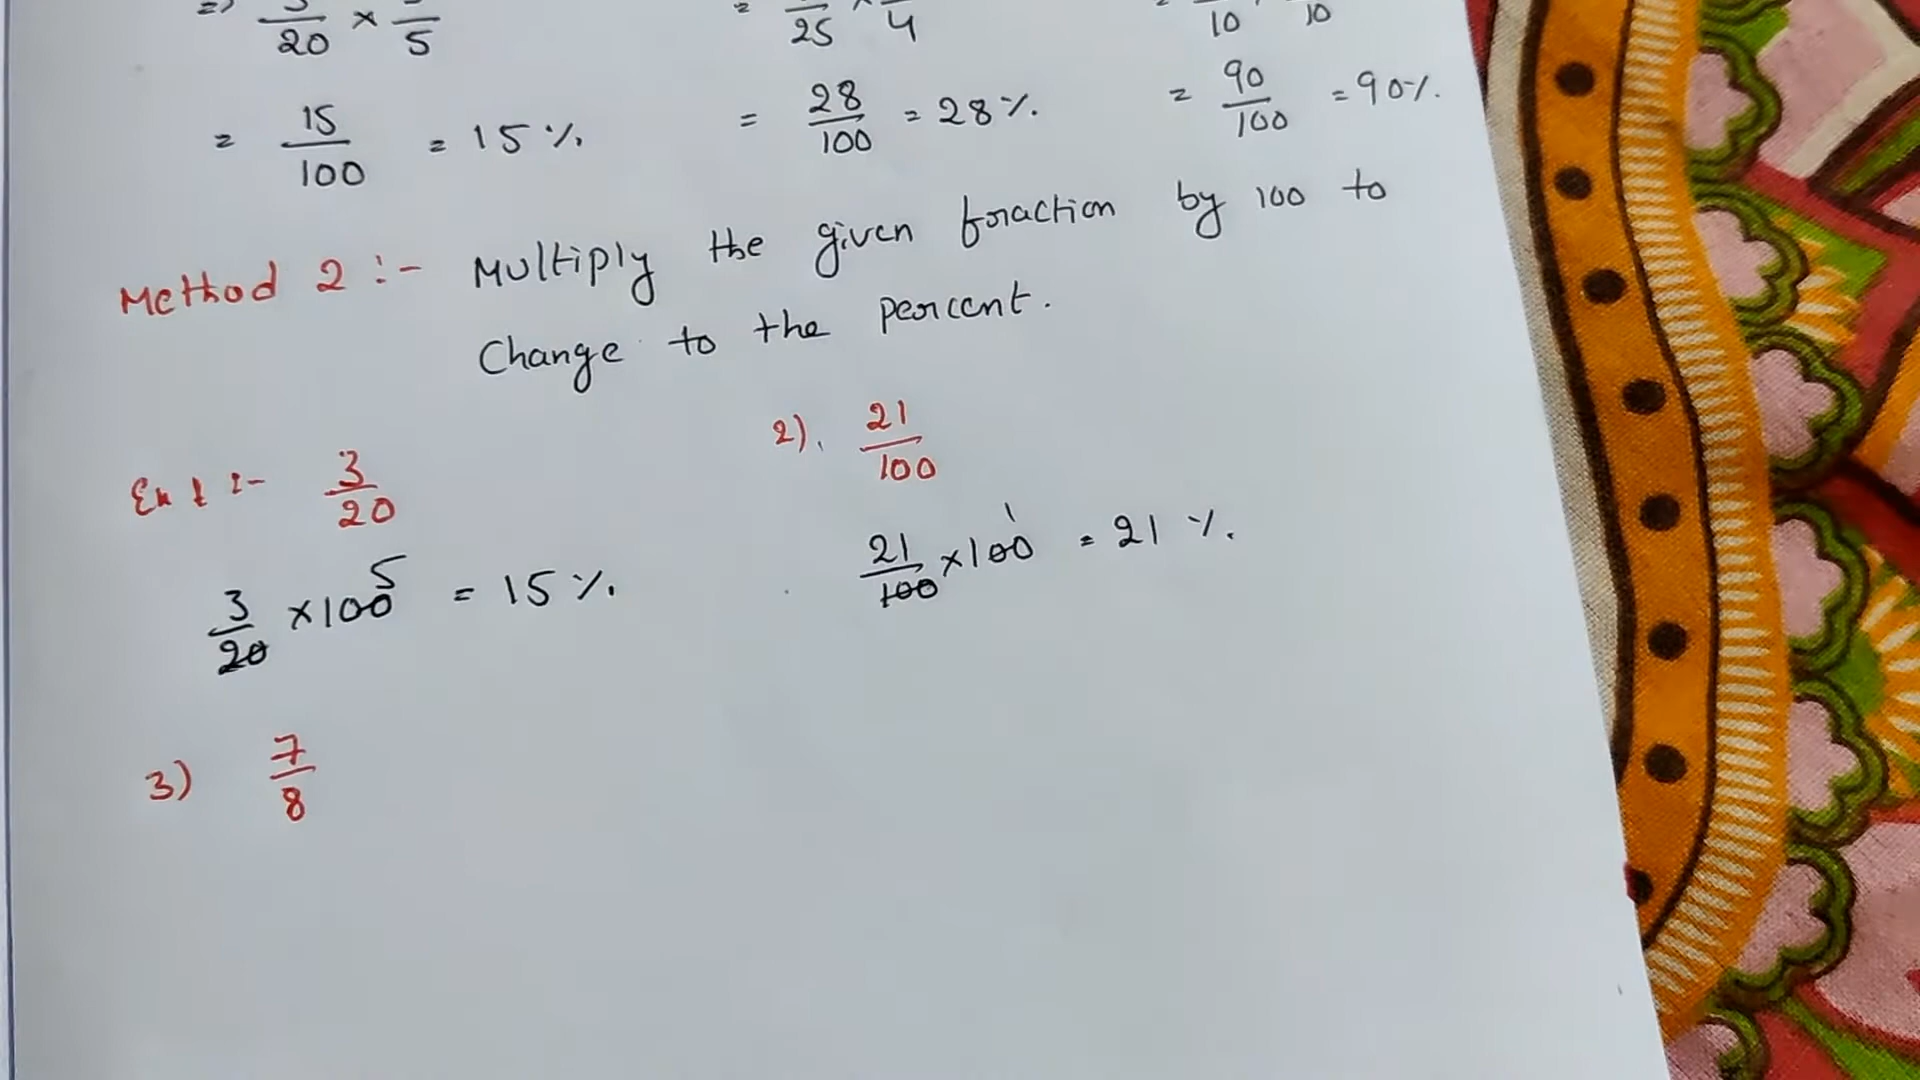 => /20 × /5 = /25 × /4 = /10 /10
= 15/100 = 15% = 28/100 = 28% = 90/100 = 90%
Method 2 :- Multiply the given fraction by 100 to
Change to the percent.
Ex 1 :- 3/20 2). 21/100
3/20 × 100 5 = 15% 21/100 × 100 1 = 21 %
3) 7/8